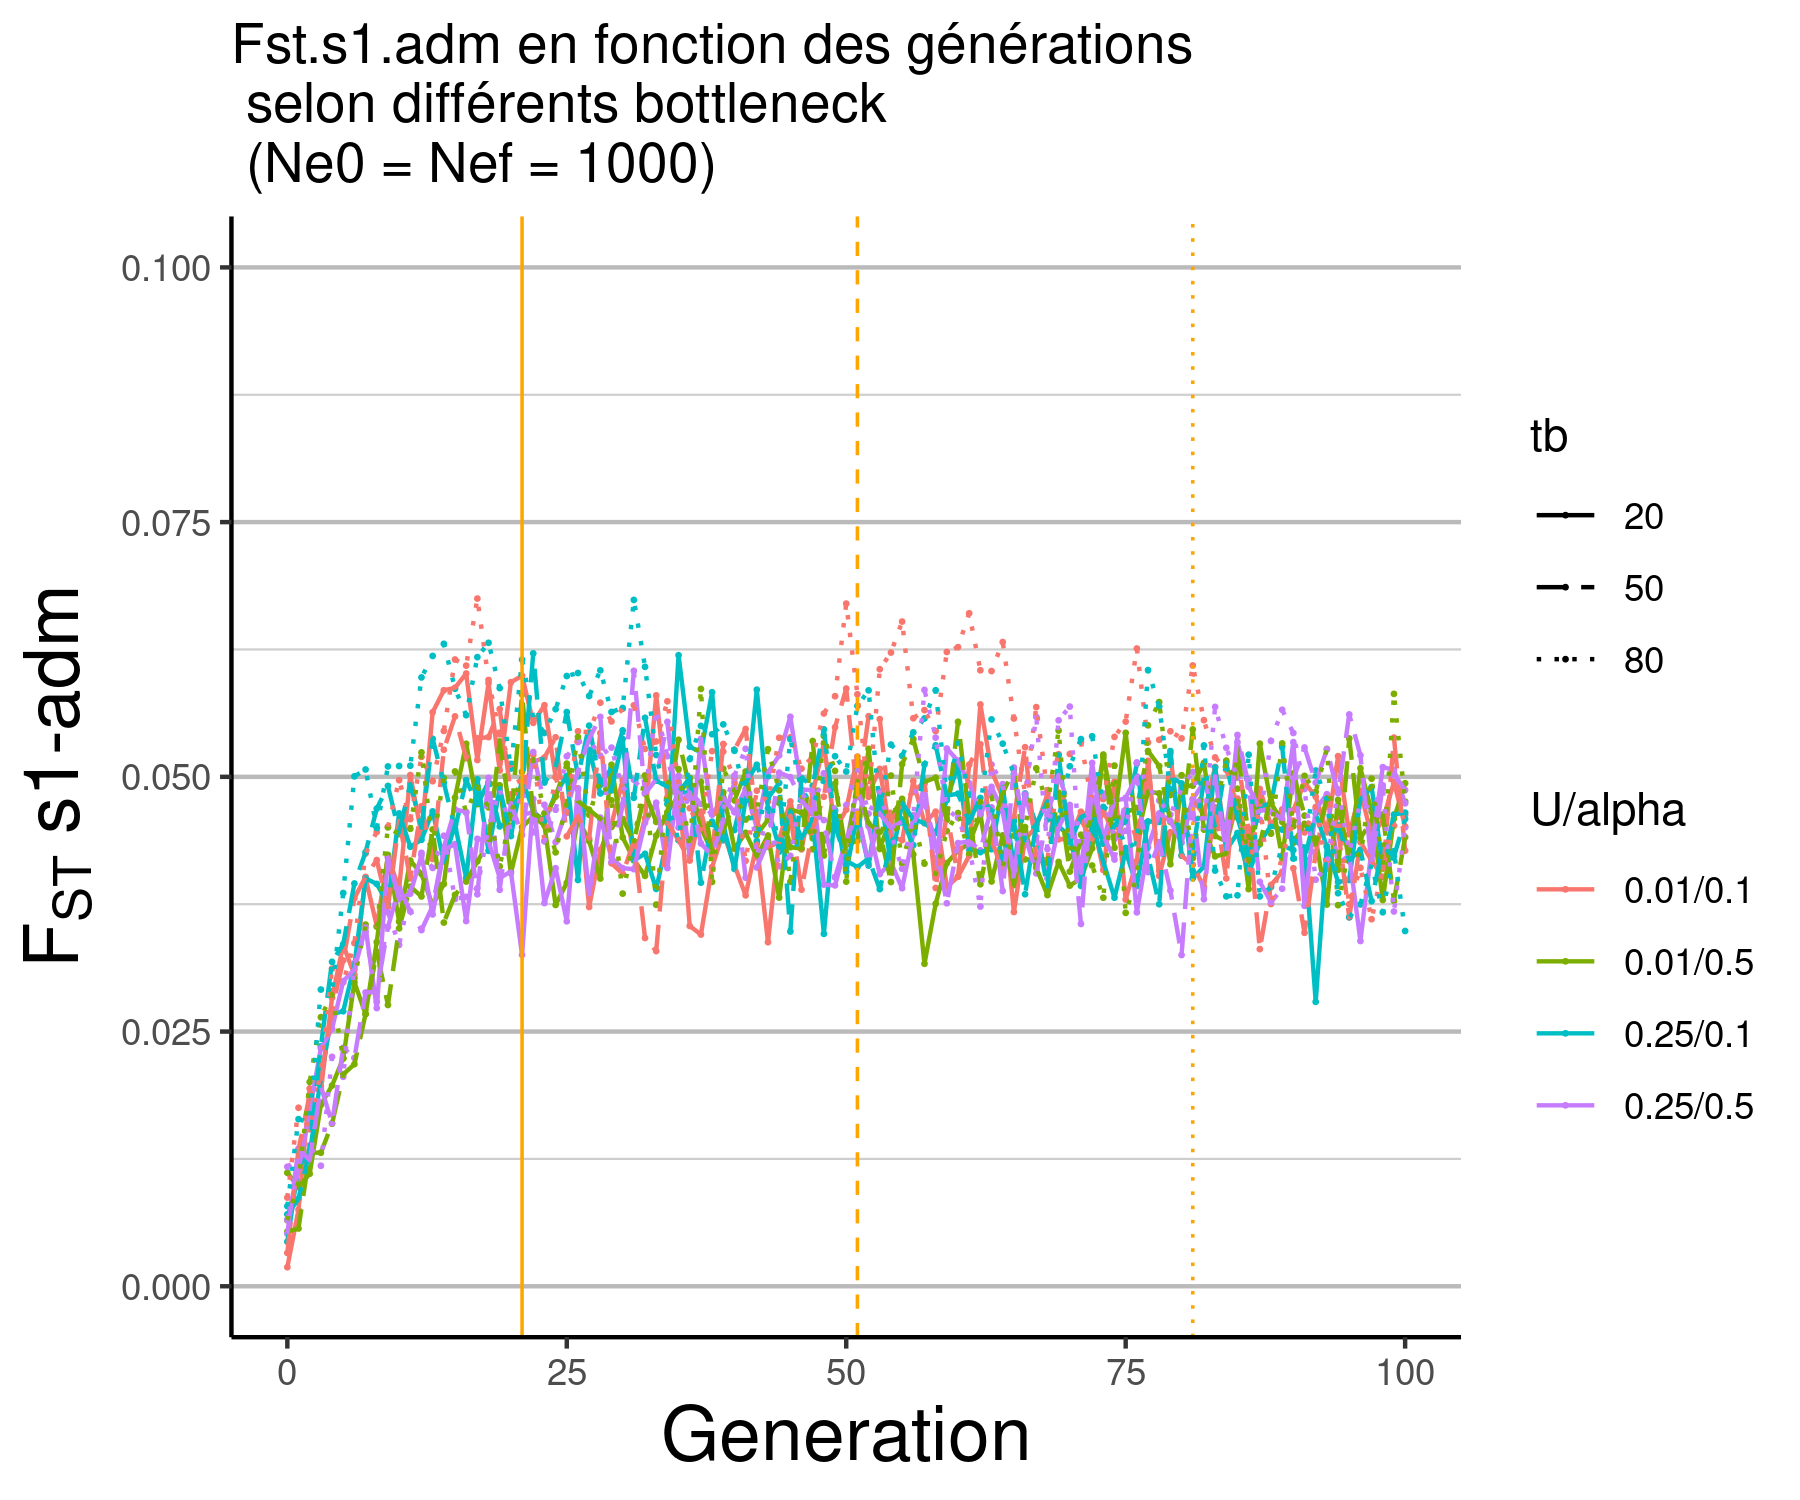 Fst.s1.adm en fonction des générations
selon différents bottleneck
(Ne0 = Nef = 1000)
FST s1-adm
0.100
0.075
0.050
0.025
0.000
0 25 50 75 100
Generation
tb
20
50
80
U/alpha
0.01/0.1
0.01/0.5
0.25/0.1
0.25/0.5